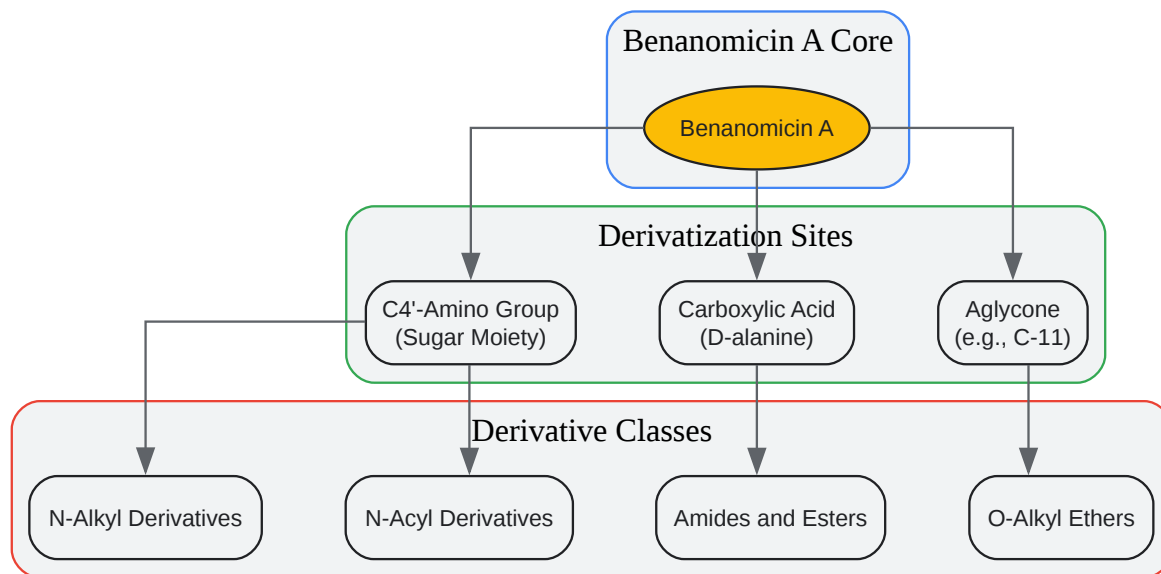 Benanomicin A Core
Benanomicin A
Derivatization Sites
C4'-Amino Group
(Sugar Moiety)
Carboxylic Acid
(D-alanine)
Aglycone
(e.g., C-11)
Derivative Classes
N-Alkyl Derivatives
N-Acyl Derivatives
Amides and Esters
O-Alkyl Ethers